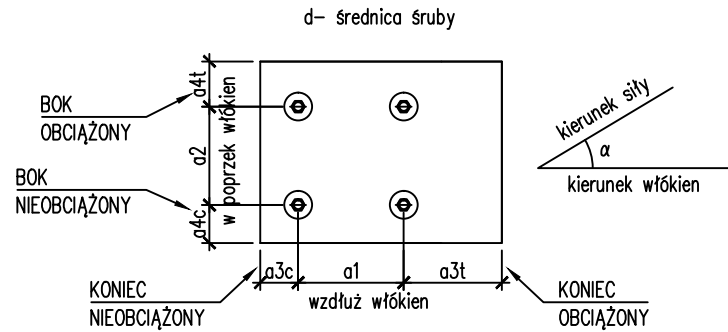 d- średnica śruby
BOK
OBCIĄŻONY
BOK
NIEOBCIĄŻONY
a4t
a2
a4c
w poprzek włókien
kierunek siły
α
kierunek włókien
a3c
a1
a3t
wzdłuż włókien
KONIEC
NIEOBCIĄŻONY
KONIEC
OBCIĄŻONY